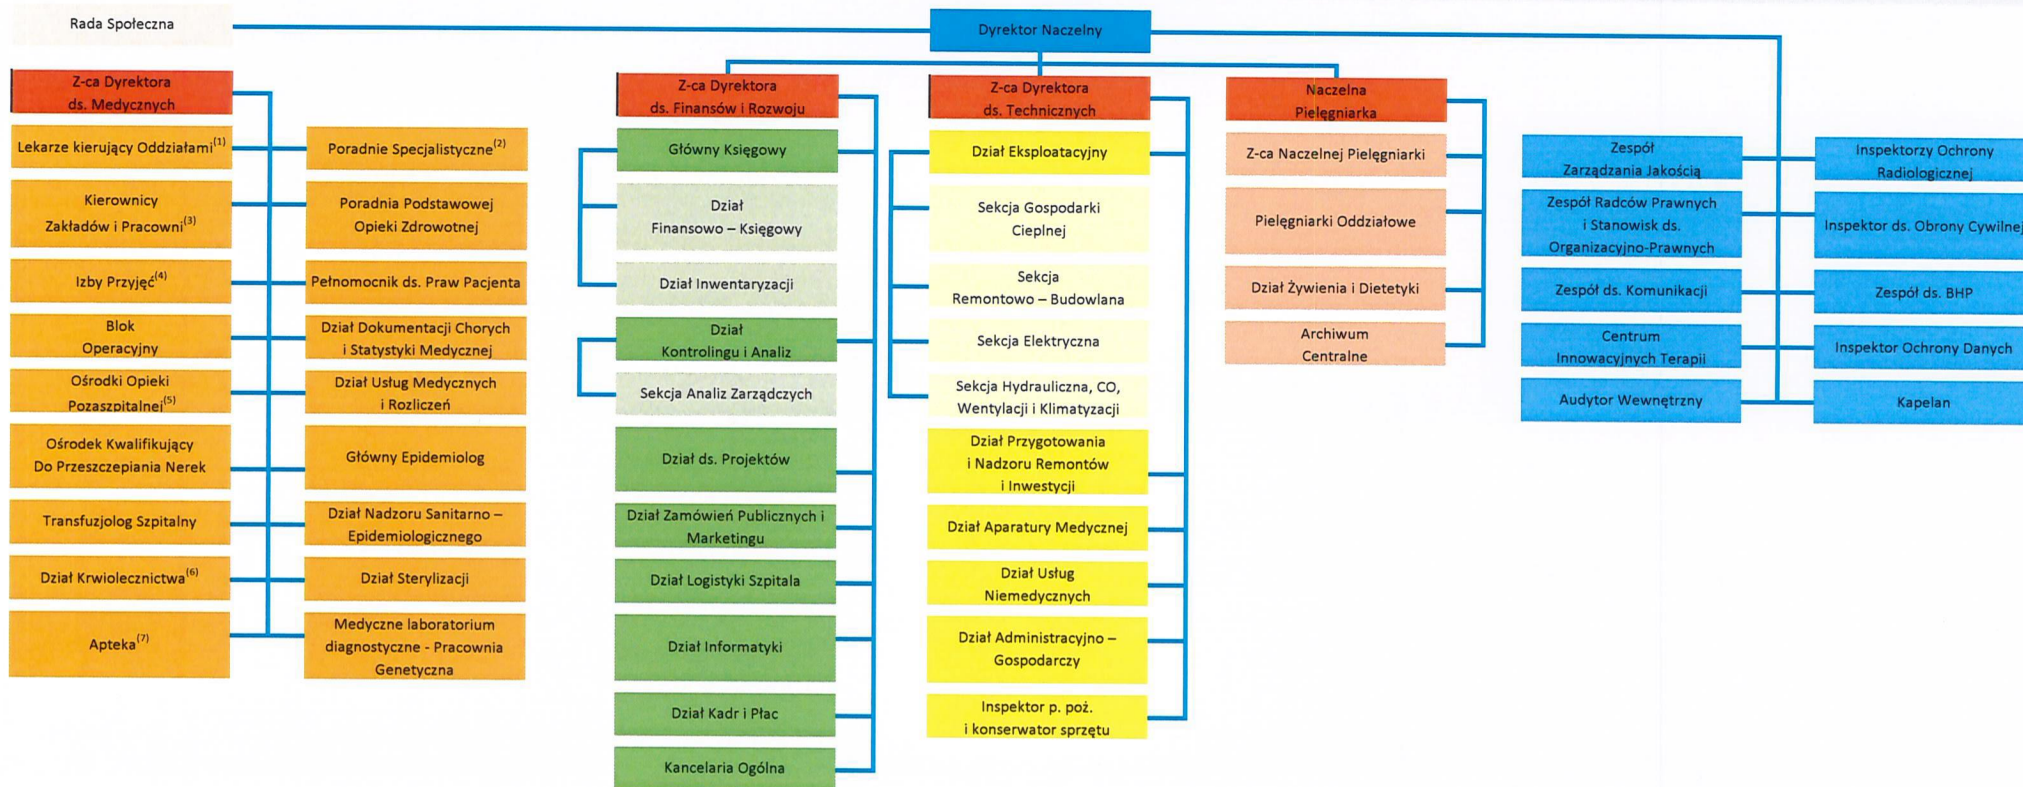 Rada Społeczna
Dyrektor Naczelny
Z-ca Dyrektora
ds. Medycznych
Lekarze kierujący Oddziałami(1)
Kierownicy
Zakładów i Pracowni(3)
Izby Przyjęć(4)
Blok
Operacyjny
Ośrodki Opieki
Pozaszpitalnej(5)
Ośrodek Kwalifikujący
Do Przeszczepiania Nerek
Transfuzjolog Szpitalny
Dział Krwiolecznictwa(6)
Apteka(7)
Poradnie Specjalistyczne(2)
Poradnia Podstawowej
Opieki Zdrowotnej
Pełnomocnik ds. Praw Pacjenta
Dział Dokumentacji Chorych
i Statystyki Medycznej
Dział Usług Medycznych
i Rozliczeń
Główny Epidemiolog
Dział Nadzoru Sanitarno –
Epidemiologicznego
Dział Sterylizacji
Medyczne laboratorium
diagnostyczne - Pracownia
Genetyczna
Z-ca Dyrektora
ds. Finansów i Rozwoju
Główny Księgowy
Dział
Finansowo – Księgowy
Dział Inwentaryzacji
Dział
Kontrolingu i Analiz
Sekcja Analiz Zarządczych
Dział ds. Projektów
Dział Zamówień Publicznych i
Marketingu
Dział Logistyki Szpitala
Dział Informatyki
Dział Kadr i Płac
Kancelaria Ogólna
Z-ca Dyrektora
ds. Technicznych
Dział Eksploatacyjny
Sekcja Gospodarki
Cieplnej
Sekcja
Remontowo – Budowlana
Sekcja Elektryczna
Sekcja Hydrauliczna, CO,
Wentylacji i Klimatyzacji
Dział Przygotowania
i Nadzoru Remontów
i Inwestycji
Dział Aparatury Medycznej
Dział Usług
Niemedycznych
Dział Administracyjno –
Gospodarczy
Inspektor p. poż.
i konserwator sprzętu
Naczelna
Pielęgniarka
Z-ca Naczelnej Pielęgniarki
Pielęgniarki Oddziałowe
Dział Żywienia i Dietetyki
Archiwum
Centralne
Zespół
Zarządzania Jakością
Zespół Radców Prawnych
i Stanowisk ds.
Organizacyjno-Prawnych
Zespół ds. Komunikacji
Centrum
Innowacyjnych Terapii
Audytor Wewnętrzny
Inspektorzy Ochrony
Radiologicznej
Inspektor ds. Obrony Cywilnej
Zespół ds. BHP
Inspektor Ochrony Danych
Kapelan